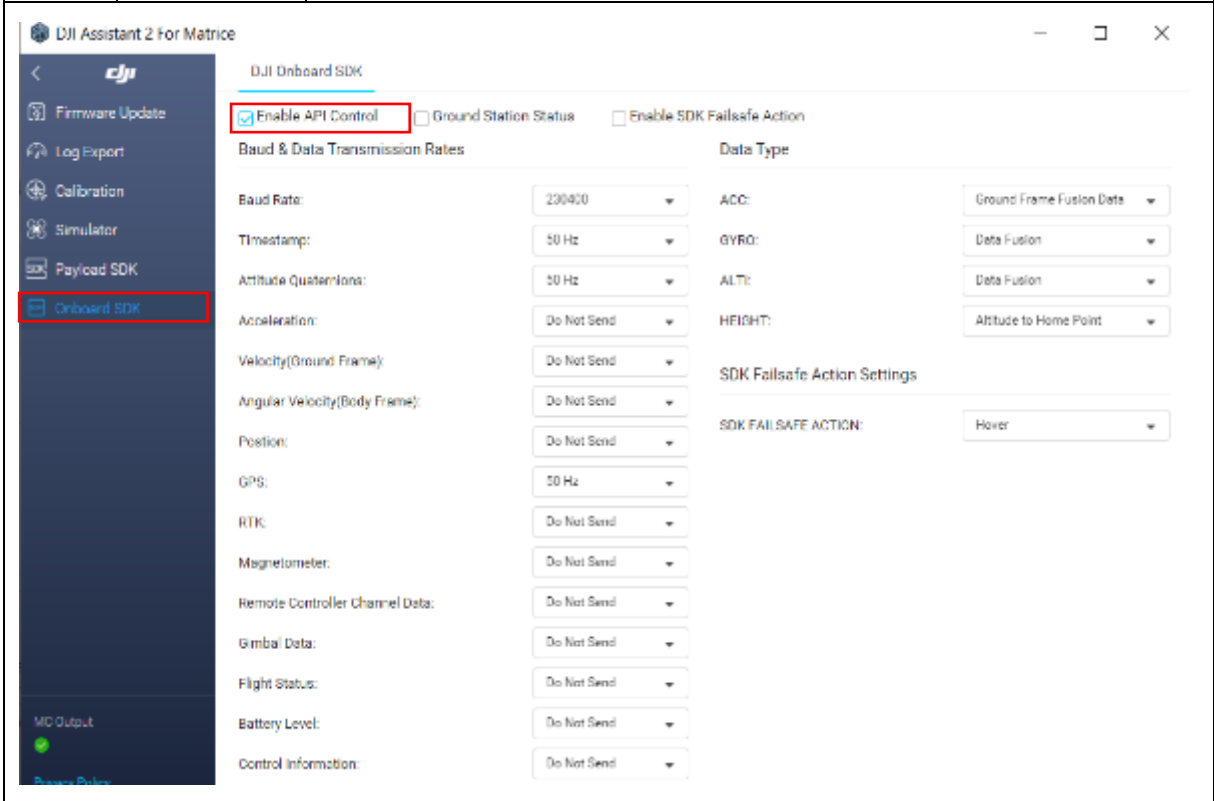 DJI Assistant 2 For Matrice
dji
Firmware Update
Log Export
Calibration
Simulator
Payload SDK
Onboard SDK
MC Output
Privacy Policy
DJI Onboard SDK
Enable API Control Ground Station Status Enable SDK Failsafe Action
Baud & Data Transmission Rates
Baud Rate: 230400
Timestamp: 50 Hz
Attitude Quaternions: 50 Hz
Acceleration: Do Not Send
Velocity(Ground Frame): Do Not Send
Angular Velocity(Body Frame): Do Not Send
Postion: Do Not Send
GPS: 50 Hz
RTK: Do Not Send
Magnetometer: Do Not Send
Remote Controller Channel Data: Do Not Send
Gimbal Data: Do Not Send
Flight Status: Do Not Send
Battery Level: Do Not Send
Control Information: Do Not Send
Data Type
ACC: Ground Frame Fusion Data
GYRO: Data Fusion
ALTI: Data Fusion
HEIGHT: Altitude to Home Point
SDK Failsafe Action Settings
SDK FAILSAFE ACTION: Hover